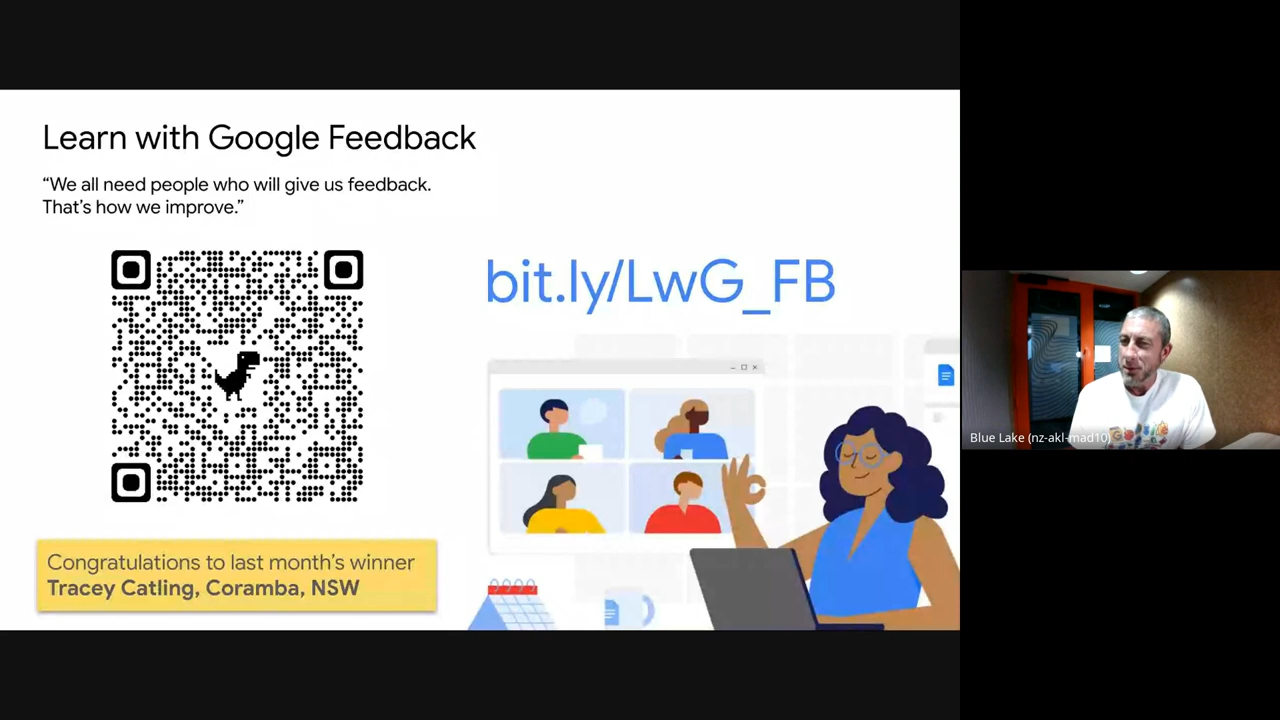 Learn with Google Feedback
“We all need people who will give us feedback.
That’s how we improve.”
bit.ly/LwG_FB
Congratulations to last month’s winner
Tracey Catling, Coramba, NSW
Blue Lake (nz-akl-mad10)